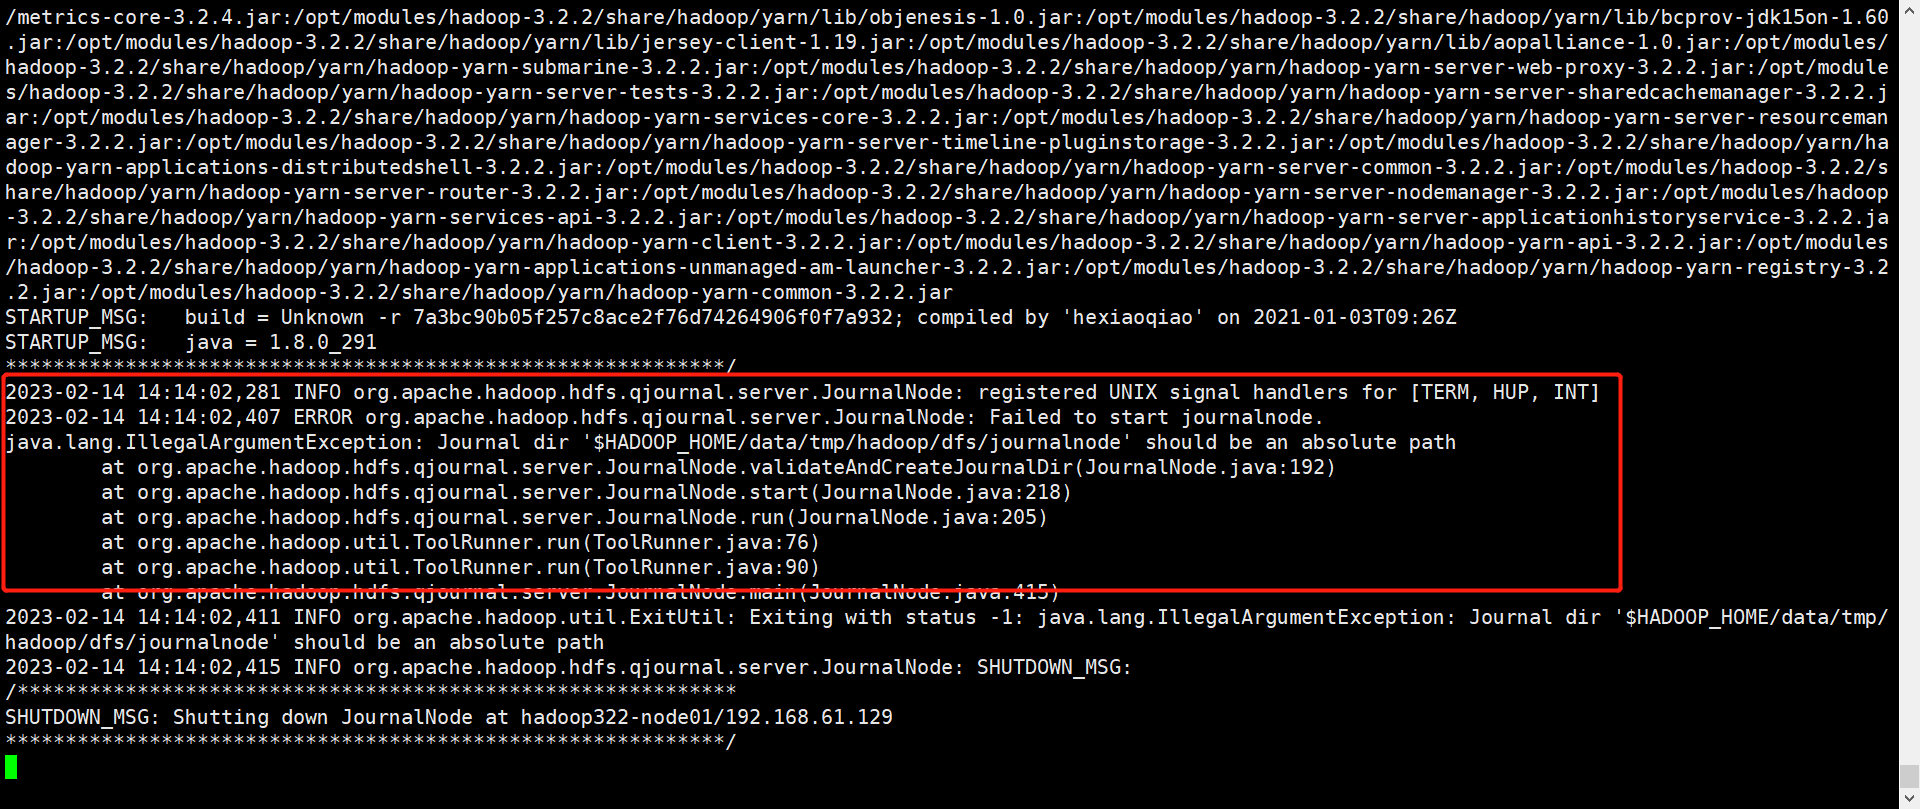 /metrics-core-3.2.4.jar:/opt/modules/hadoop-3.2.2/share/hadoop/yarn/lib/objenesis-1.0.jar:/opt/modules/hadoop-3.2.2/share/hadoop/yarn/lib/bcprov-jdk15on-1.60
.jar:/opt/modules/hadoop-3.2.2/share/hadoop/yarn/lib/jersey-client-1.19.jar:/opt/modules/hadoop-3.2.2/share/hadoop/yarn/lib/aopalliance-1.0.jar:/opt/modules/
hadoop-3.2.2/share/hadoop/yarn/hadoop-yarn-submarine-3.2.2.jar:/opt/modules/hadoop-3.2.2/share/hadoop/yarn/hadoop-yarn-server-web-proxy-3.2.2.jar:/opt/module
s/hadoop-3.2.2/share/hadoop/yarn/hadoop-yarn-server-tests-3.2.2.jar:/opt/modules/hadoop-3.2.2/share/hadoop/yarn/hadoop-yarn-server-sharedcachemanager-3.2.2.j
ar:/opt/modules/hadoop-3.2.2/share/hadoop/yarn/hadoop-yarn-services-core-3.2.2.jar:/opt/modules/hadoop-3.2.2/share/hadoop/yarn/hadoop-yarn-server-resourceman
ager-3.2.2.jar:/opt/modules/hadoop-3.2.2/share/hadoop/yarn/hadoop-yarn-server-timeline-pluginstorage-3.2.2.jar:/opt/modules/hadoop-3.2.2/share/hadoop/yarn/ha
doop-yarn-applications-distributedshell-3.2.2.jar:/opt/modules/hadoop-3.2.2/share/hadoop/yarn/hadoop-yarn-server-common-3.2.2.jar:/opt/modules/hadoop-3.2.2/s
hare/hadoop/yarn/hadoop-yarn-server-router-3.2.2.jar:/opt/modules/hadoop-3.2.2/share/hadoop/yarn/hadoop-yarn-server-nodemanager-3.2.2.jar:/opt/modules/hadoop
-3.2.2/share/hadoop/yarn/hadoop-yarn-services-api-3.2.2.jar:/opt/modules/hadoop-3.2.2/share/hadoop/yarn/hadoop-yarn-server-applicationhistoryservice-3.2.2.ja
r:/opt/modules/hadoop-3.2.2/share/hadoop/yarn/hadoop-yarn-client-3.2.2.jar:/opt/modules/hadoop-3.2.2/share/hadoop/yarn/hadoop-yarn-api-3.2.2.jar:/opt/modules
/hadoop-3.2.2/share/hadoop/yarn/hadoop-yarn-applications-unmanaged-am-launcher-3.2.2.jar:/opt/modules/hadoop-3.2.2/share/hadoop/yarn/hadoop-yarn-registry-3.2
.2.jar:/opt/modules/hadoop-3.2.2/share/hadoop/yarn/hadoop-yarn-common-3.2.2.jar
STARTUP_MSG:   build = Unknown -r 7a3bc90b05f257c8ace2f76d74264906f0f7a932; compiled by 'hexiaoqiao' on 2021-01-03T09:26Z
STARTUP_MSG:   java = 1.8.0_291
************************************************************/
2023-02-14 14:14:02,281 INFO org.apache.hadoop.hdfs.qjournal.server.JournalNode: registered UNIX signal handlers for [TERM, HUP, INT]
2023-02-14 14:14:02,407 ERROR org.apache.hadoop.hdfs.qjournal.server.JournalNode: Failed to start journalnode.
java.lang.IllegalArgumentException: Journal dir '$HADOOP_HOME/data/tmp/hadoop/dfs/journalnode' should be an absolute path
        at org.apache.hadoop.hdfs.qjournal.server.JournalNode.validateAndCreateJournalDir(JournalNode.java:192)
        at org.apache.hadoop.hdfs.qjournal.server.JournalNode.start(JournalNode.java:218)
        at org.apache.hadoop.hdfs.qjournal.server.JournalNode.run(JournalNode.java:205)
        at org.apache.hadoop.util.ToolRunner.run(ToolRunner.java:76)
        at org.apache.hadoop.util.ToolRunner.run(ToolRunner.java:90)
        at org.apache.hadoop.hdfs.qjournal.server.JournalNode.main(JournalNode.java:415)
2023-02-14 14:14:02,411 INFO org.apache.hadoop.util.ExitUtil: Exiting with status -1: java.lang.IllegalArgumentException: Journal dir '$HADOOP_HOME/data/tmp/
hadoop/dfs/journalnode' should be an absolute path
2023-02-14 14:14:02,415 INFO org.apache.hadoop.hdfs.qjournal.server.JournalNode: SHUTDOWN_MSG:
/************************************************************
SHUTDOWN_MSG: Shutting down JournalNode at hadoop322-node01/192.168.61.129
************************************************************/